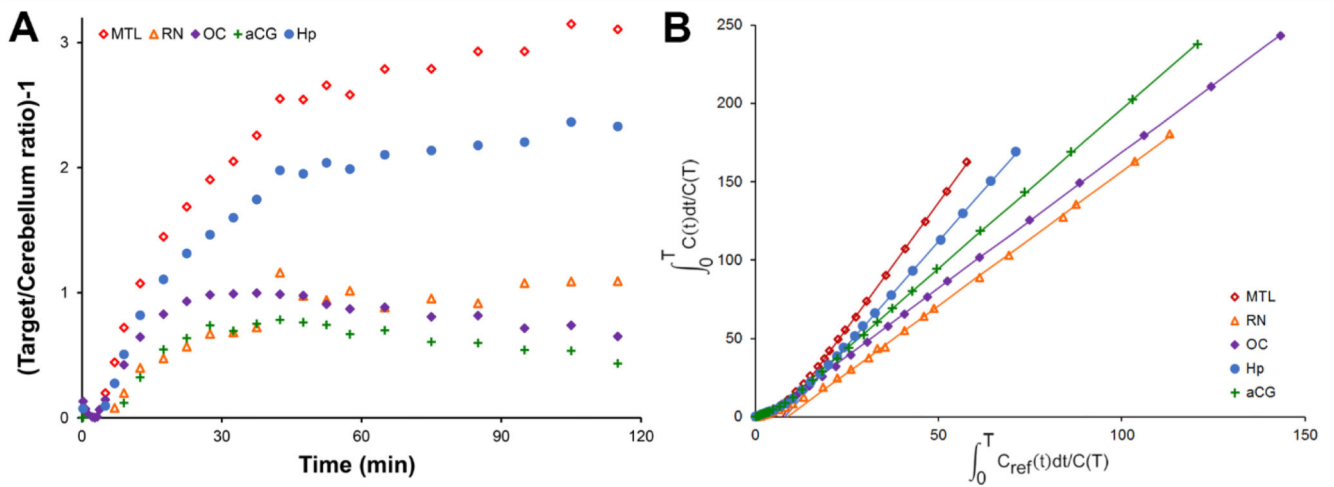 A
(Target/Cerebellum ratio)-1
MTL RN OC aCG Hp
3
2
1
0
0 30 60 90 120
Time (min)
B
∫₀ᵀ C(t)dt/C(T)
250
200
150
100
50
0
MTL
RN
OC
Hp
aCG
0 50 100 150
∫₀ᵀ Cref(t)dt/C(T)